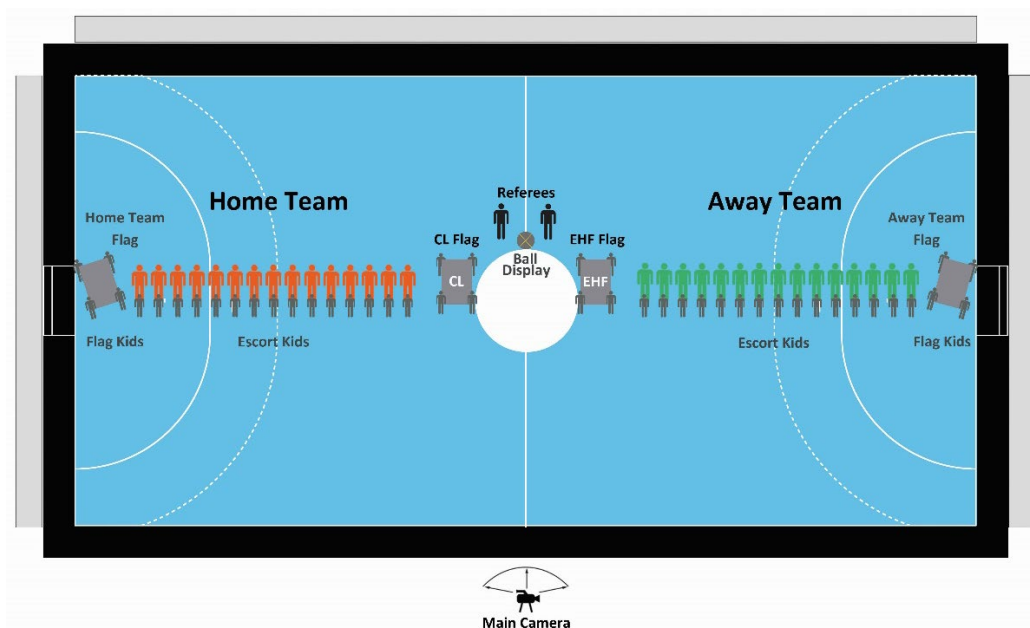 Referees
Home Team
Away Team
Home Team
Flag
Away Team
Flag
CL Flag
EHF Flag
Ball
Display
CL
EHF
Flag Kids
Escort Kids
Escort Kids
Flag Kids
Main Camera